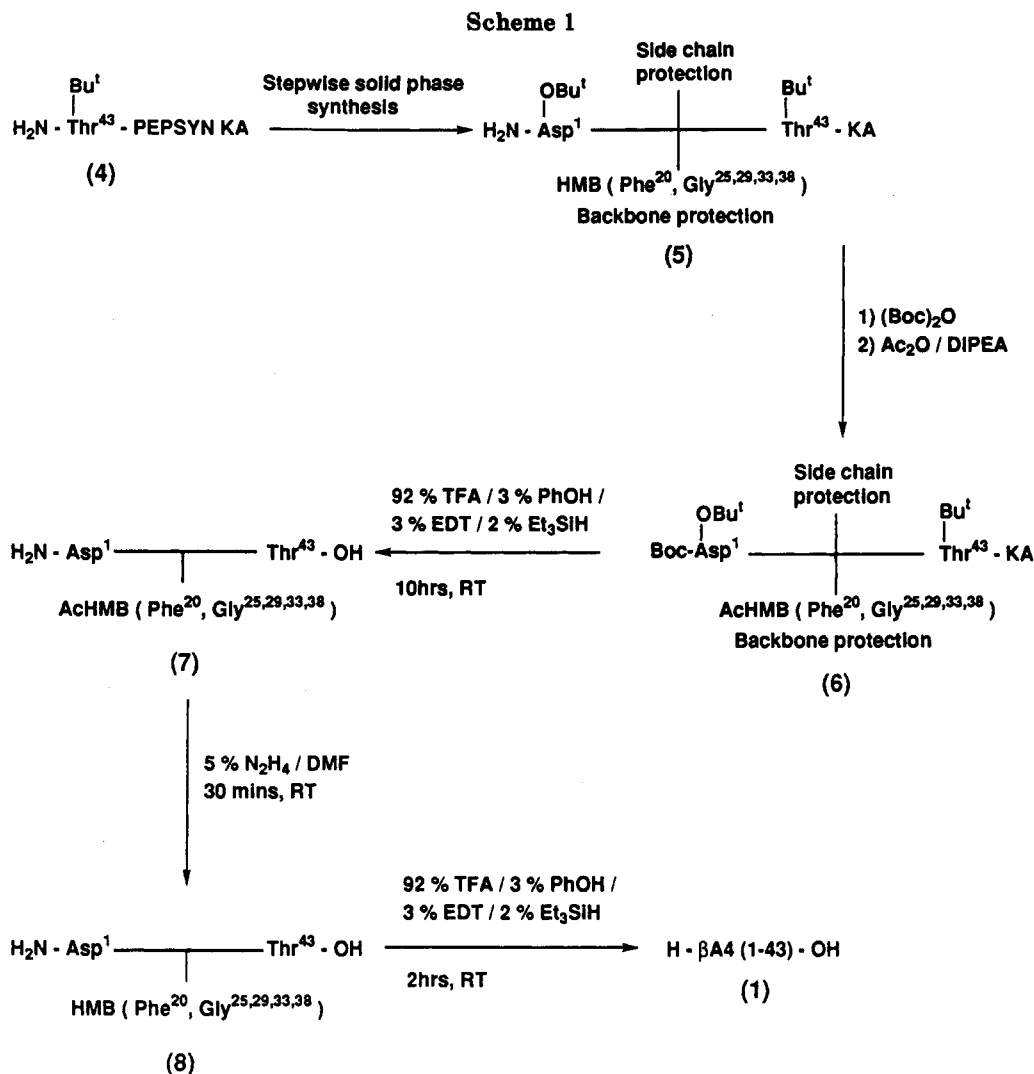 Scheme 1
Bu^t
H₂N - Thr⁴³ - PEPSYN KA
(4)
Stepwise solid phase
synthesis
Side chain
protection
OBu^t
Bu^t
H₂N - Asp¹
Thr⁴³ - KA
HMB ( Phe²⁰, Gly²⁵,²⁹,³³,³⁸ )
Backbone protection
(5)
1) (Boc)₂O
2) Ac₂O / DIPEA
Side chain
protection
OBu^t
Bu^t
Boc-Asp¹
Thr⁴³ - KA
AcHMB ( Phe²⁰, Gly²⁵,²⁹,³³,³⁸ )
Backbone protection
(6)
92 % TFA / 3 % PhOH /
3 % EDT / 2 % Et₃SiH
10hrs, RT
H₂N - Asp¹
Thr⁴³ - OH
AcHMB ( Phe²⁰, Gly²⁵,²⁹,³³,³⁸ )
(7)
5 % N₂H₄ / DMF
30 mins, RT
H₂N - Asp¹
Thr⁴³ - OH
HMB ( Phe²⁰, Gly²⁵,²⁹,³³,³⁸ )
(8)
92 % TFA / 3 % PhOH /
3 % EDT / 2 % Et₃SiH
2hrs, RT
H - βA4 (1-43) - OH
(1)